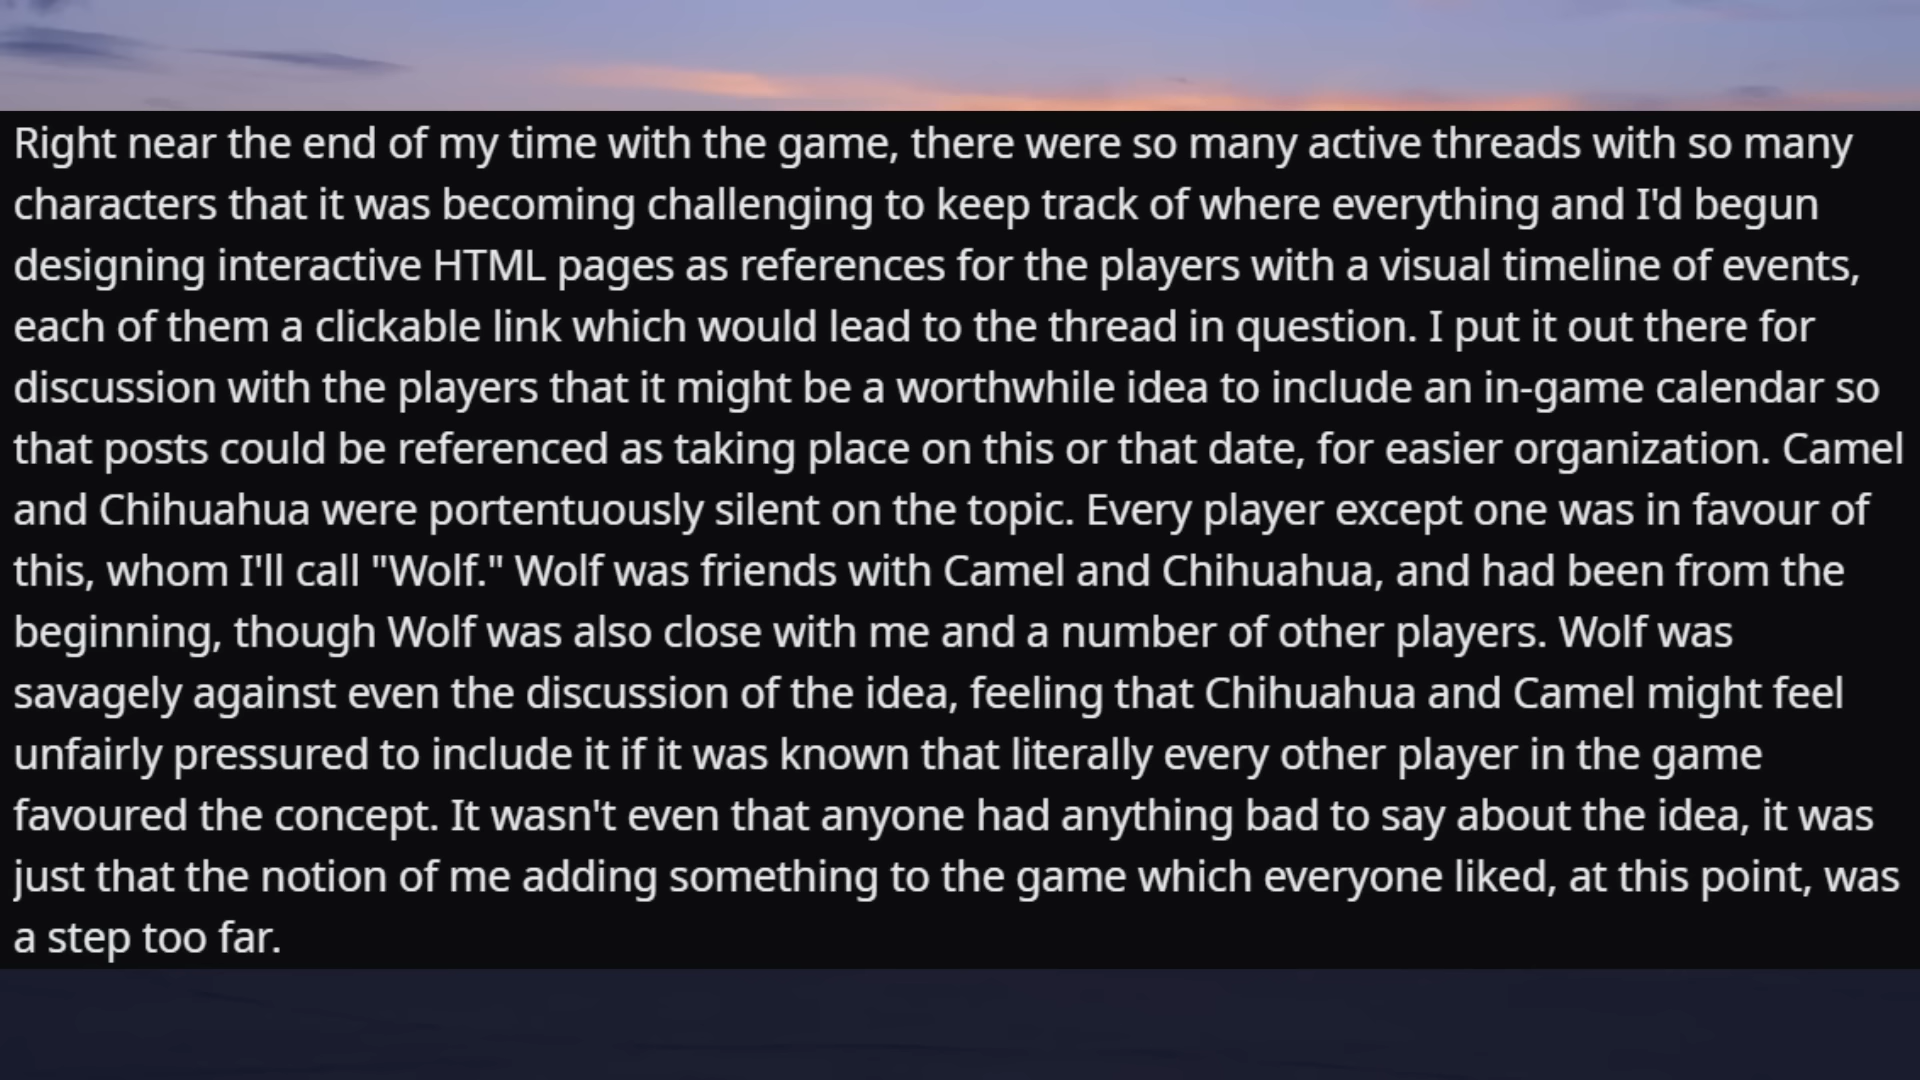 Right near the end of my time with the game, there were so many active threads with so many
characters that it was becoming challenging to keep track of where everything and I'd begun
designing interactive HTML pages as references for the players with a visual timeline of events,
each of them a clickable link which would lead to the thread in question. I put it out there for
discussion with the players that it might be a worthwhile idea to include an in-game calendar so
that posts could be referenced as taking place on this or that date, for easier organization. Camel
and Chihuahua were portentuously silent on the topic. Every player except one was in favour of
this, whom I'll call "Wolf." Wolf was friends with Camel and Chihuahua, and had been from the
beginning, though Wolf was also close with me and a number of other players. Wolf was
savagely against even the discussion of the idea, feeling that Chihuahua and Camel might feel
unfairly pressured to include it if it was known that literally every other player in the game
favoured the concept. It wasn't even that anyone had anything bad to say about the idea, it was
just that the notion of me adding something to the game which everyone liked, at this point, was
a step too far.